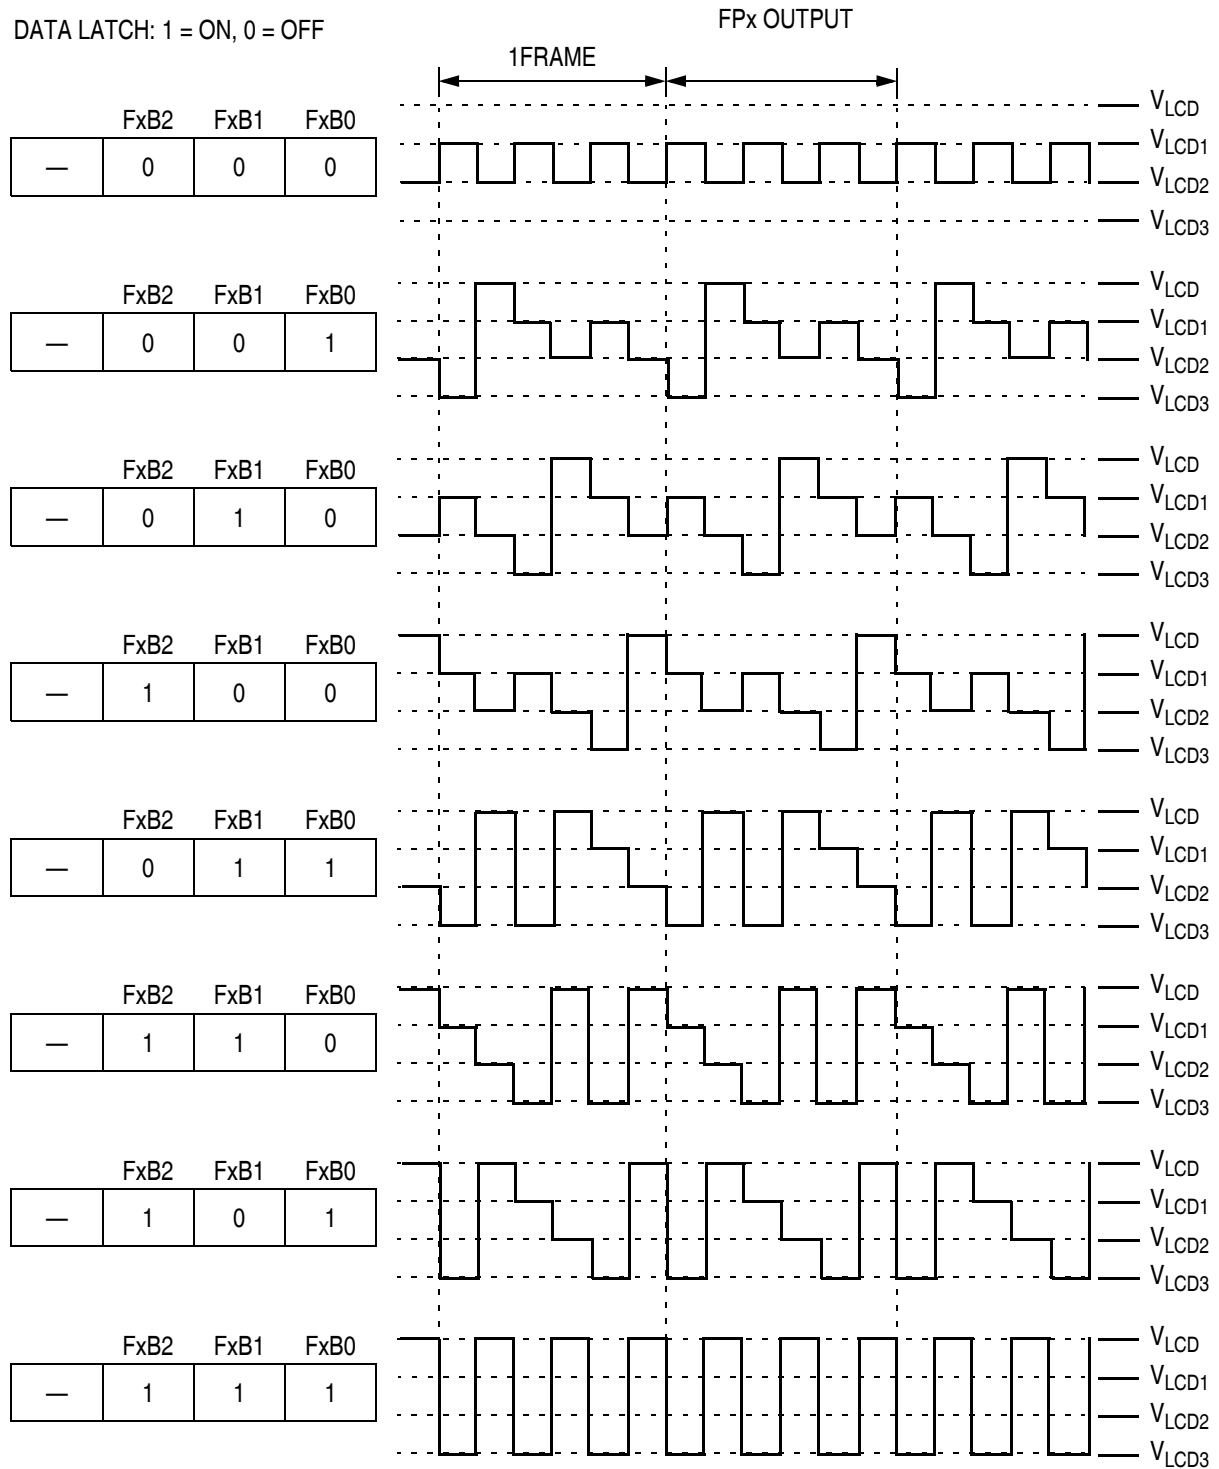 DATA LATCH: 1 = ON, 0 = OFF
FPx OUTPUT
1FRAME
FxB2 FxB1 FxB0
— 0 0 0
VLCD
VLCD1
VLCD2
VLCD3
FxB2 FxB1 FxB0
— 0 0 1
VLCD
VLCD1
VLCD2
VLCD3
FxB2 FxB1 FxB0
— 0 1 0
VLCD
VLCD1
VLCD2
VLCD3
FxB2 FxB1 FxB0
— 1 0 0
VLCD
VLCD1
VLCD2
VLCD3
FxB2 FxB1 FxB0
— 0 1 1
VLCD
VLCD1
VLCD2
VLCD3
FxB2 FxB1 FxB0
— 1 1 0
VLCD
VLCD1
VLCD2
VLCD3
FxB2 FxB1 FxB0
— 1 0 1
VLCD
VLCD1
VLCD2
VLCD3
FxB2 FxB1 FxB0
— 1 1 1
VLCD
VLCD1
VLCD2
VLCD3